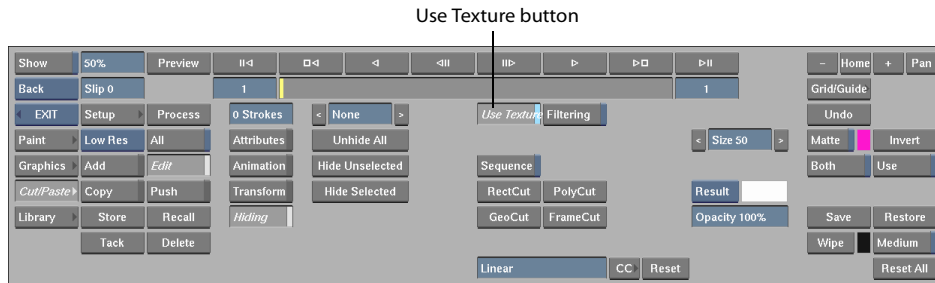 Use Texture button
Show 50% Preview − Home + Pan
Back Slip 0 1 1 Grid/Guide
EXIT Setup Process 0 Strokes < None > Use Texture Filtering Undo
Paint Low Res All Attributes Unhide All < Size 50 > Matte Invert
Graphics Add Edit Animation Hide Unselected Sequence Both Use
Cut/Paste Copy Push Transform Hide Selected RectCut PolyCut Result
Library Store Recall Hiding GeoCut FrameCut Opacity 100% Save Restore
Tack Delete Wipe Medium
Linear CC Reset Reset All